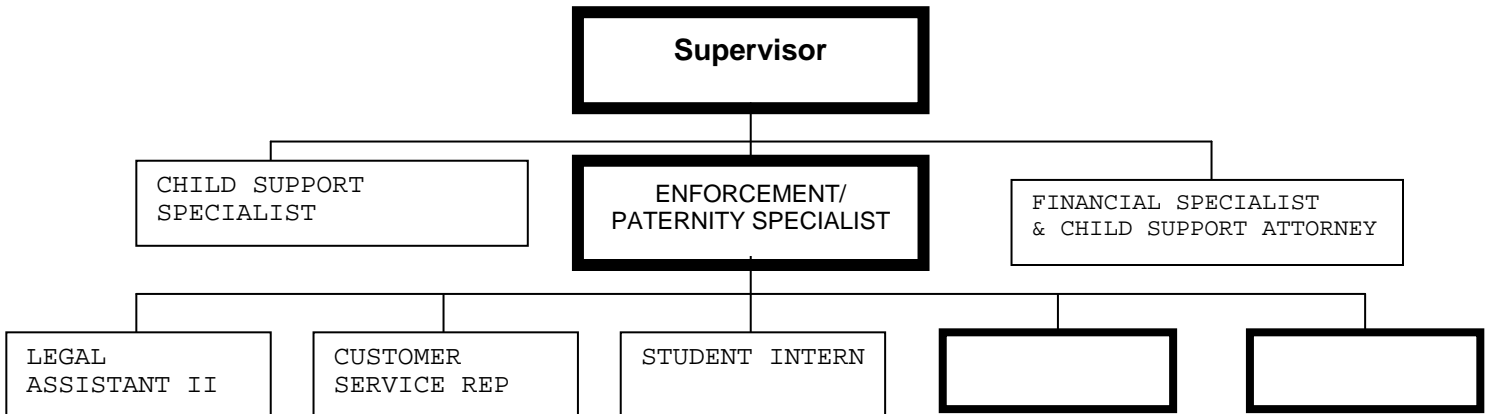 Supervisor
CHILD SUPPORT
SPECIALIST
ENFORCEMENT/
PATERNITY SPECIALIST
FINANCIAL SPECIALIST
& CHILD SUPPORT ATTORNEY
LEGAL
ASSISTANT II
CUSTOMER
SERVICE REP
STUDENT INTERN